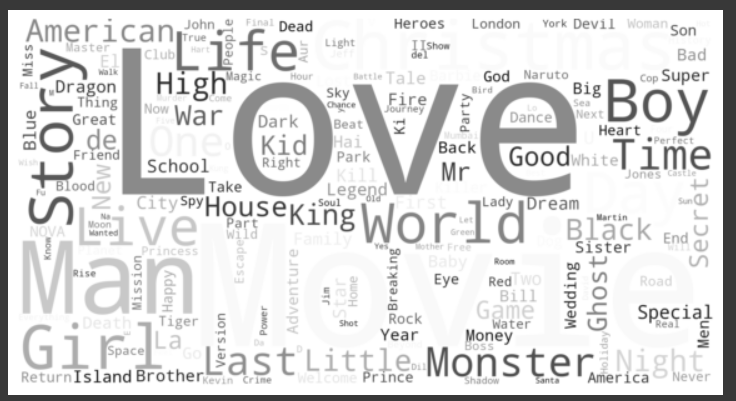 American John Final Dead Heroes London York Devil Woman Son
Miss Master El Club True Hart Life People Aur Light II Show del Christmas Bad
Walk Fall Dragon High Magic Hour Battle Tale God Naruto Big Cop Super
Story Thing Now Murder Come Love Sky Chance Fire Journey Bird Sea Boy
Blue Great War Dark Beat Ki Party Dance Next Heart
de One Kid Hai Back Good Time Perfect
Friend School Right Park Mr White
Wish Blood New Take Kill Legend Killer Jones Castle
Fu City Spy House King Soul Old First Lady Dream Day Sun Secret
Na Moon Wanted Live Part Wild World Let Green Martin Black
NOVA Princess Family Yes Mother Free Sister End Will
Know Man Mission Happy Escape Adventure Movie Baby Room
Rise Star Home Jim Breaking Eye Red Two Wedding Ghost Road
Death Tiger Version Power Shot Rock Game Bill Special
Girl Space La Go Da Year Money Water Real Men
Last Little Boss Monster Holiday Night
Return Island Brother Kevin Crime Welcome Prince Dil Shadow Santa America Never